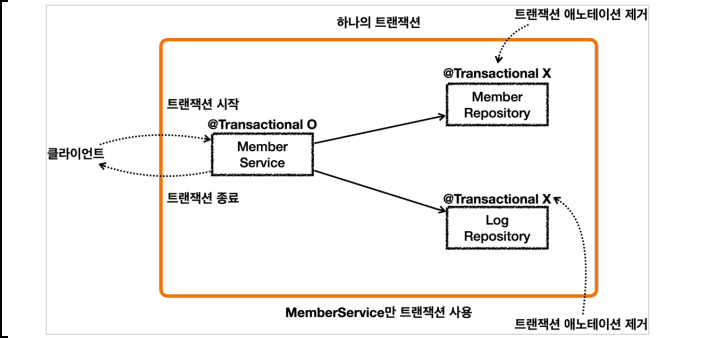 하나의 트랜잭션
트랜잭션 애노테이션 제거
@Transactional X
Member
Repository
트랜잭션 시작
@Transactional O
Member
Service
클라이언트
트랜잭션 종료
@Transactional X
Log
Repository
MemberService만 트랜잭션 사용
트랜잭션 애노테이션 제거